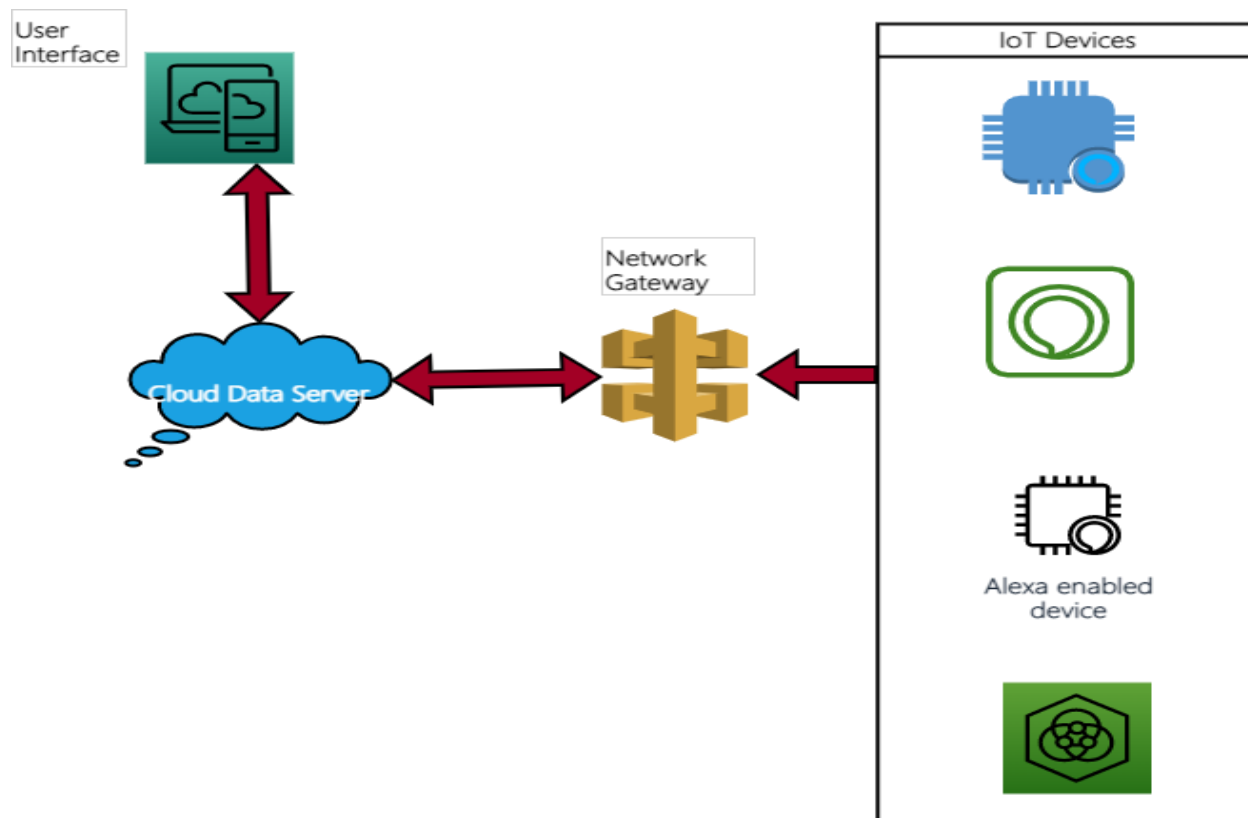 User
Interface
IoT Devices
Network
Gateway
Cloud Data Server
Alexa enabled
device